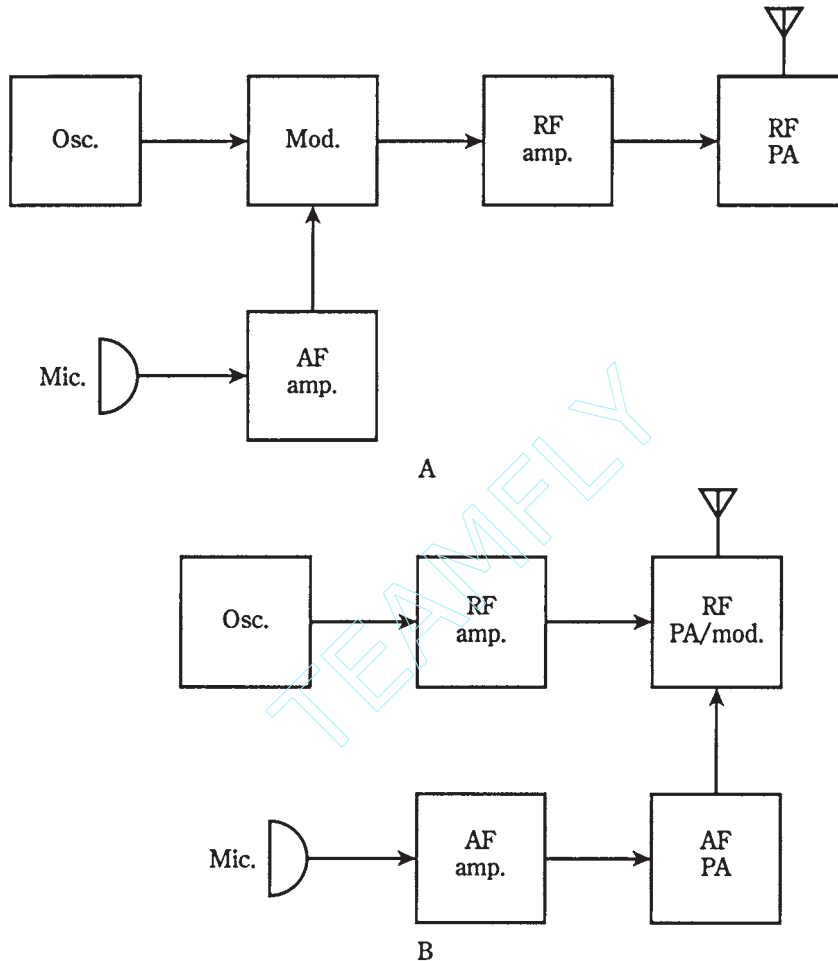 Osc.
Mod.
RF
amp.
RF
PA
Mic.
AF
amp.
A
Osc.
RF
amp.
RF
PA/mod.
Mic.
AF
amp.
AF
PA
B
TEAMFLY